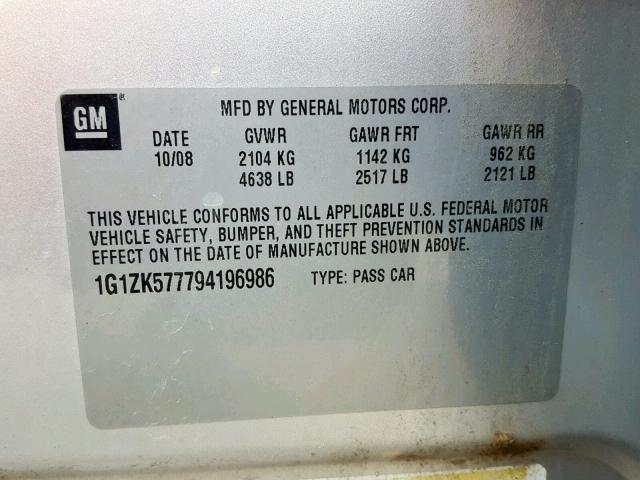 GM®
MFD BY GENERAL MOTORS CORP.
DATE GVWR GAWR FRT GAWR RR
10/08 2104 KG 1142 KG 962 KG
4638 LB 2517 LB 2121 LB
THIS VEHICLE CONFORMS TO ALL APPLICABLE U.S. FEDERAL MOTOR
VEHICLE SAFETY, BUMPER, AND THEFT PREVENTION STANDARDS IN
EFFECT ON THE DATE OF MANUFACTURE SHOWN ABOVE.
1G1ZK577794196986 TYPE: PASS CAR